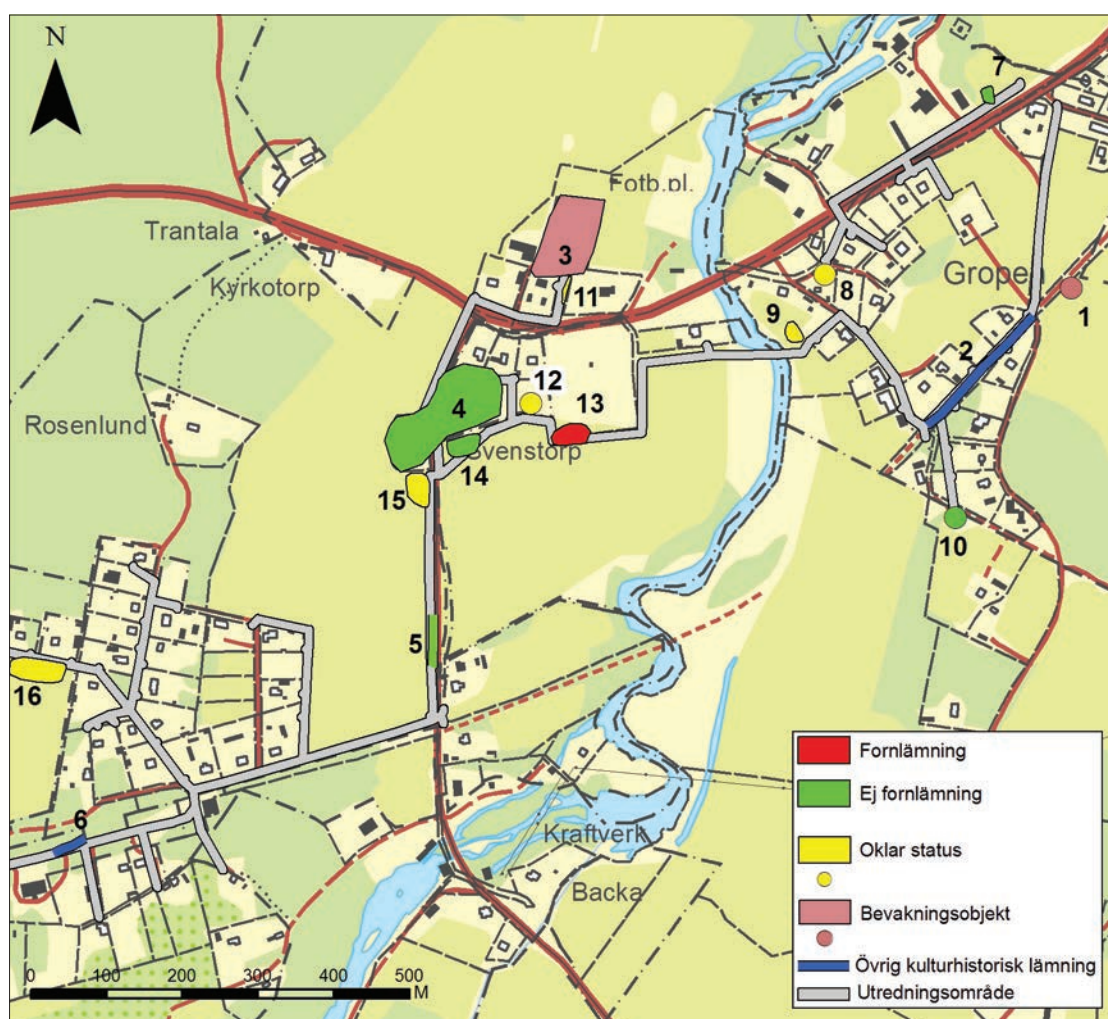 N
7
Fotb.pl.
Trantala
3
Kyrkotorp
11
8
Gropen
1
9
2
12
4
13
Rosenlund
Svenstorp
14
15
10
5
16
Fornlämning
Ej fornlämning
6
Kraftverk
Oklar status
Backa
Bevakningsobjekt
Övrig kulturhistorisk lämning
Utredningsområde
0 100 200 300 400 500
M